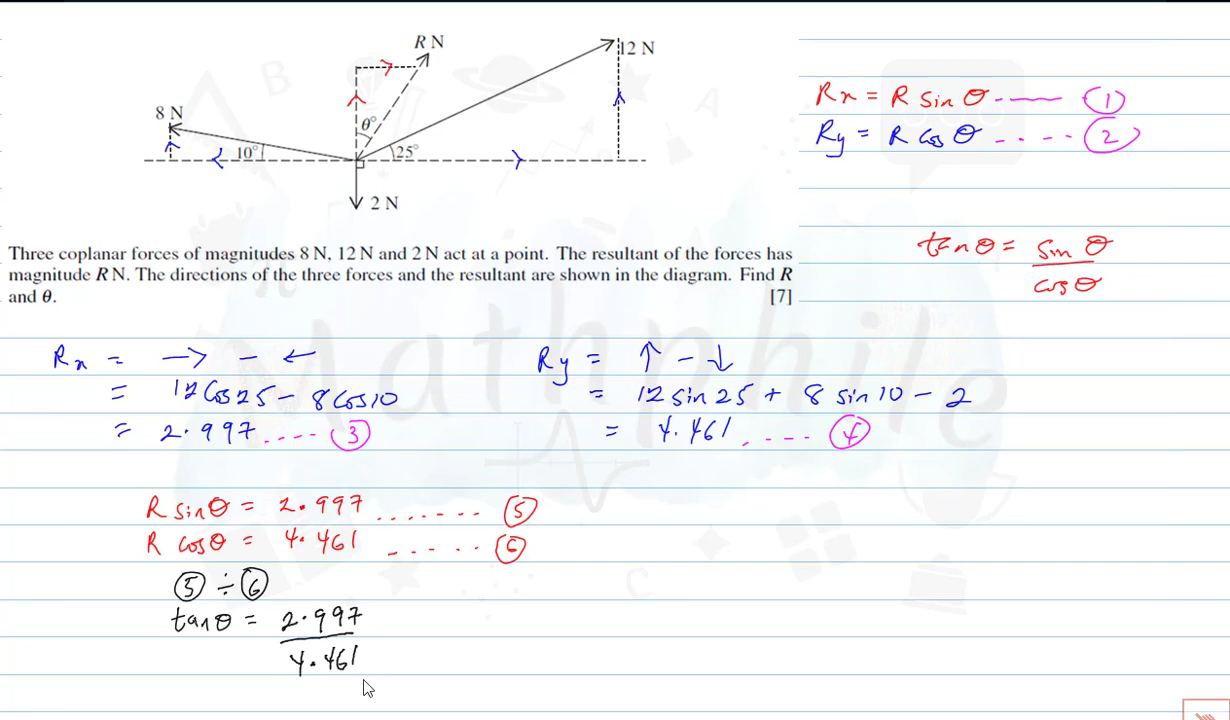 R N
12 N
8 N
θ°
10°
25°
2 N
Rx = R sin θ ------ (1)
Ry = R cos θ .... (2)
tan θ = sin θ / cos θ
Three coplanar forces of magnitudes 8 N, 12 N and 2 N act at a point. The resultant of the forces has
magnitude R N. The directions of the three forces and the resultant are shown in the diagram. Find R
and θ. [7]
Mathphile
Rx = → - ←
= 12 cos 25 - 8 cos 10
= 2.997 .... (3)
Ry = ↑ - ↓
= 12 sin 25 + 8 sin 10 - 2
= 4.461 .... (4)
R sin θ = 2.997 ....... (5)
R cos θ = 4.461 ...... (6)
(5) ÷ (6)
tan θ = 2.997 / 4.461